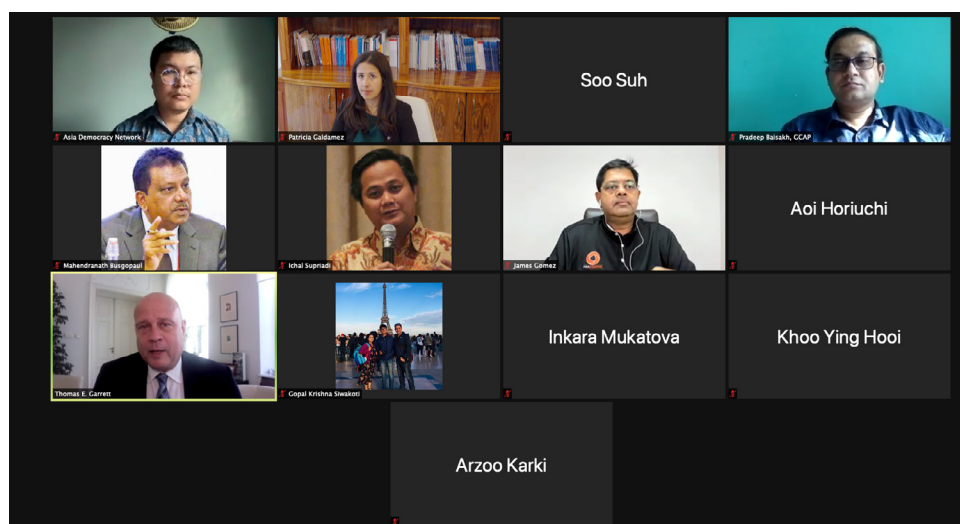 Asia Democracy Network
Patricia Galdamez
Soo Suh
Pradeep Baisakh, GCAP
Mahendranath Busgopaul
Ichal Supriadi
James Gomez
Aoi Horiuchi
Thomas E. Garrett
Gopal Krishna Siwakoti
Inkara Mukatova
Khoo Ying Hooi
Arzoo Karki